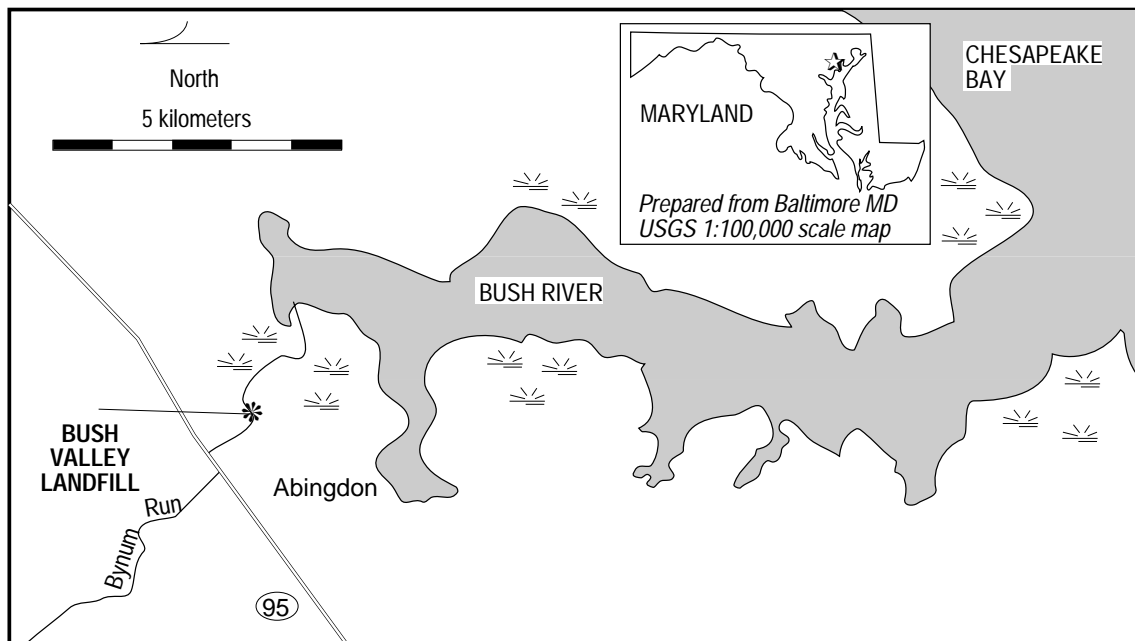 North
5 kilometers
CHESAPEAKE
BAY
MARYLAND
Prepared from Baltimore MD
USGS 1:100,000 scale map
BUSH RIVER
BUSH
VALLEY
LANDFILL
Abingdon
Bynum Run
95